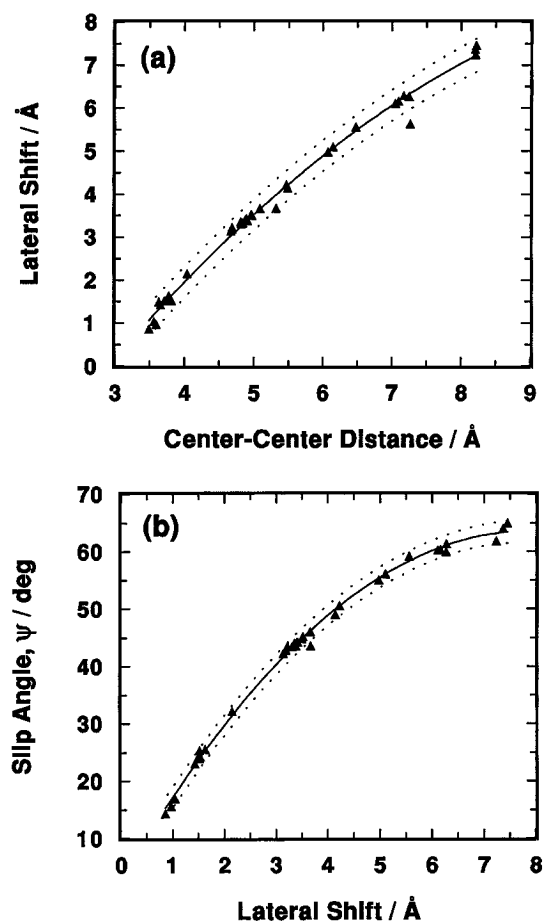 8
(a)
7
6
5
4
3
2
1
0
Lateral Shift / Å
3 4 5 6 7 8 9
Center-Center Distance / Å
70
(b)
60
50
40
30
20
10
Slip Angle, ψ / deg
0 1 2 3 4 5 6 7 8
Lateral Shift / Å